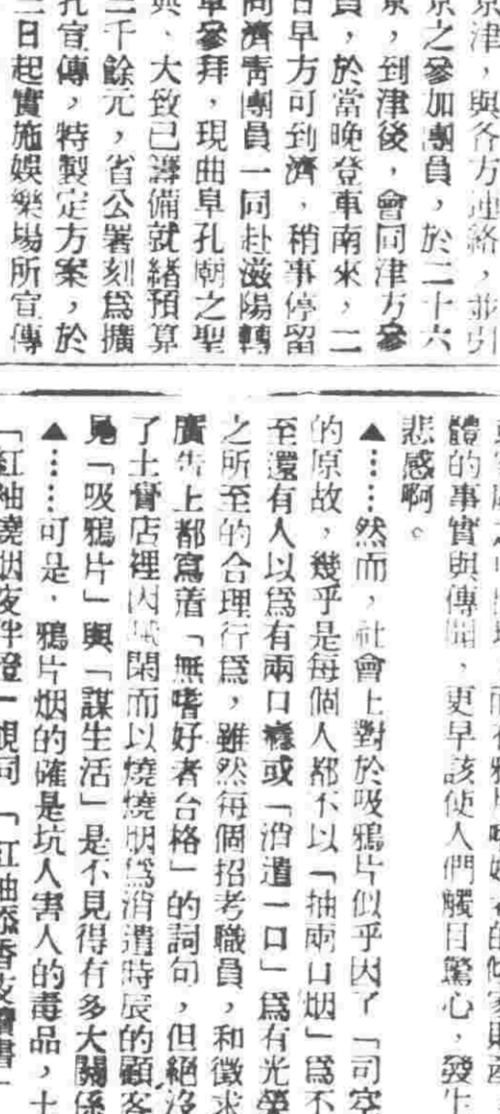 京津，與各方連絡，並引
京之參加團員，於二十六
京，到津後，會同津方參
員，於當晚登車南來，二
日早方可到濟，稍事停留
同濟靑團員一同赴滋陽轉
阜參拜，現曲阜孔廟之聖
典、大致已籌備就緒預算
二千餘元，省公署刻爲擴
孔宣傳，特製定方案，於
二日起實施娛樂場所宣傳
體的事實與傳聞，更早該使人們觸目驚心，發生
悲感啊。
▲……然而，社會上對於吸鴉片似乎因了「司空
的原故，幾乎是每個人都不以「抽兩口烟」爲不
至還有人以爲有兩口癮或「消遣一口」爲有光榮
之所至的合理行爲，雖然每個招考職員，和徵求
廣告上都寫着「無嗜好者合格」的詞句，但絕沒
了土膏店裡因 閑而以燒燒烟爲消遣時辰的顧客
見「吸鴉片」與「謀生活」是不見得有多大關係
▲……可是．鴉片烟的確是坑人害人的毒品，土
「紅袖燒烟夜伴燈」視同「紅袖添香夜讀書」